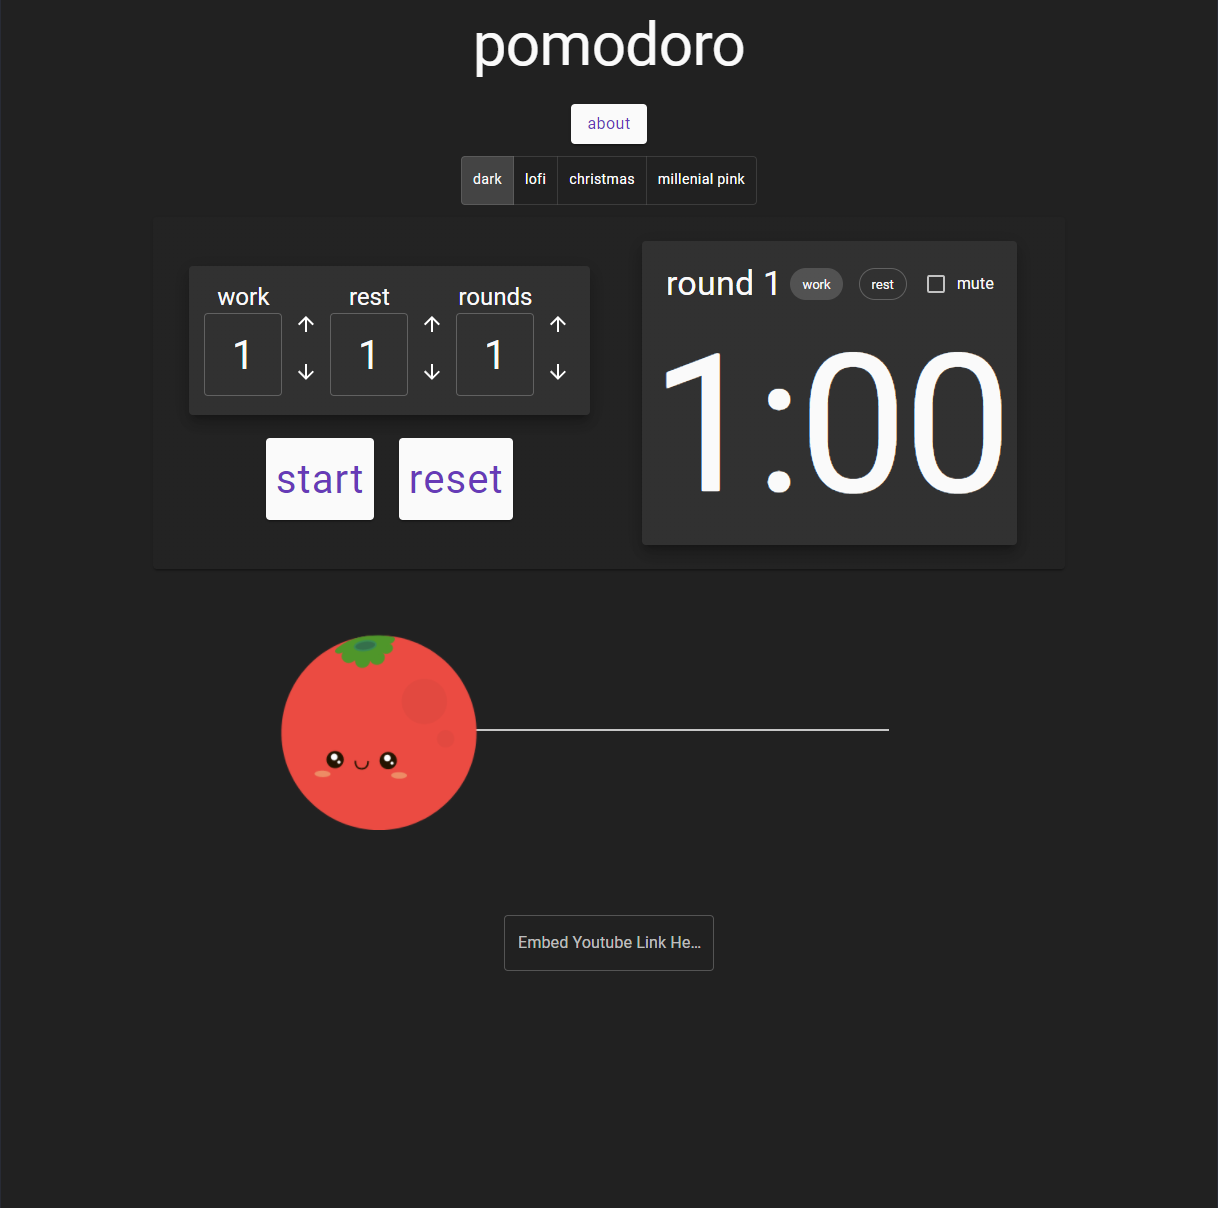 pomodoro
about
dark lofi christmas millenial pink
work rest rounds
1 1 1
start reset
round 1 work rest mute
1:00
Embed Youtube Link He...